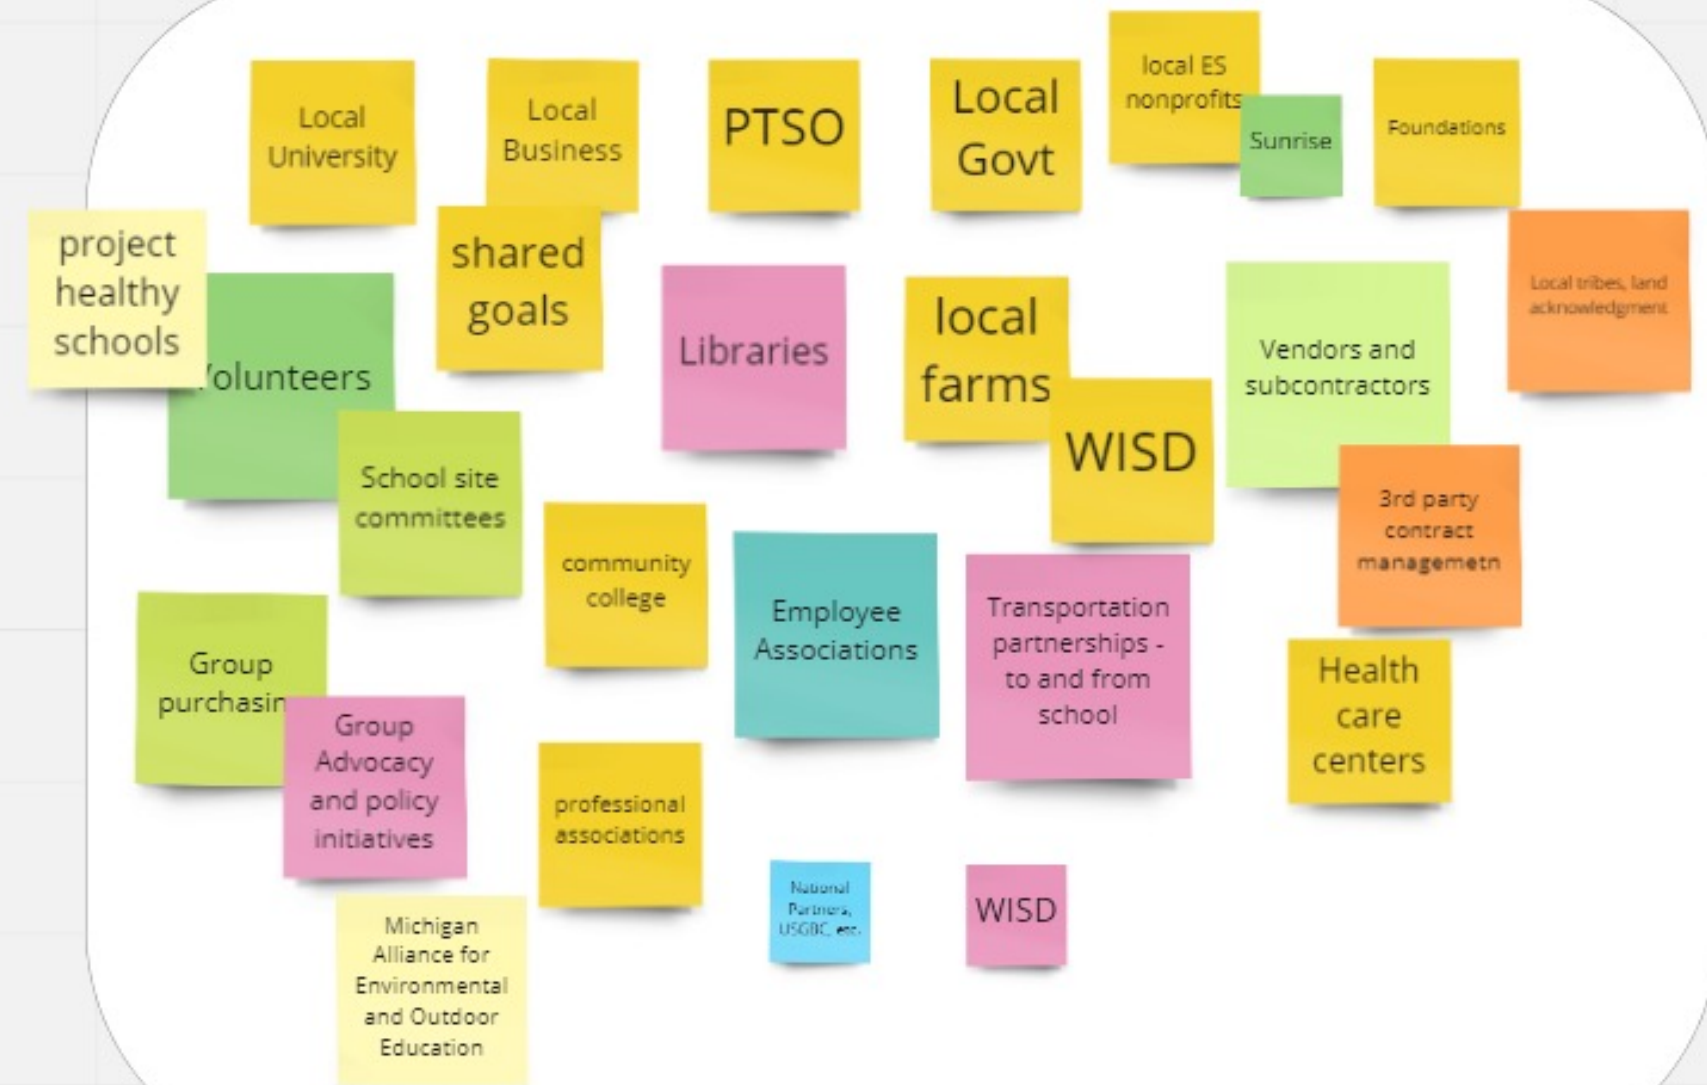 Local
University
Local
Business
PTSO
Local
Govt
local ES
nonprofits
Sunrise
Foundations
project
healthy
schools
Volunteers
shared
goals
Libraries
local
farms
WISD
Vendors and
subcontractors
Local tribes, land
acknowledgment
School site
committees
community
college
Employee
Associations
Transportation
partnerships -
to and from
school
3rd party
contract
managemetn
Health
care
centers
Group
purchasin
Group
Advocacy
and policy
initiatives
professional
associations
National
Partners,
USGBC, etc.
WISD
Michigan
Alliance for
Environmental
and Outdoor
Education